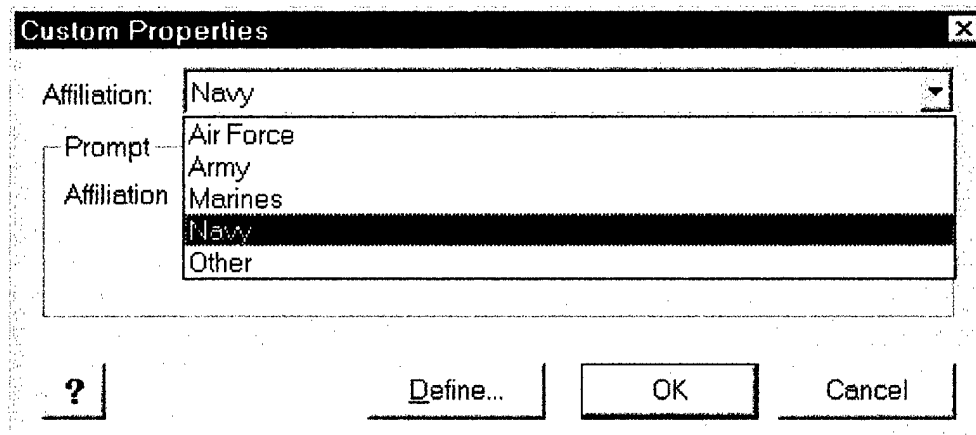 Custom Properties
Affiliation: Navy
Air Force
Prompt
Army
Affiliation
Marines
Navy
Other
? Define... OK Cancel